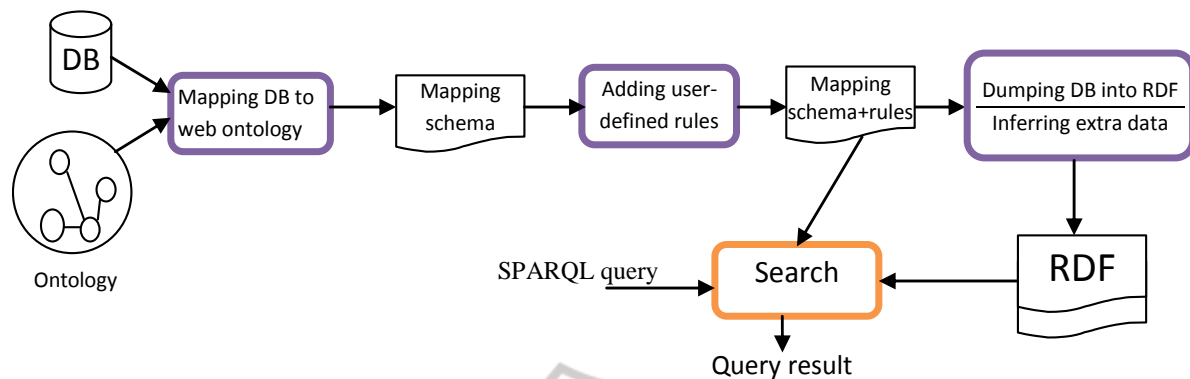 DB
Mapping DB to
web ontology
Mapping
schema
Adding user-
defined rules
Mapping
schema+rules
Dumping DB into RDF
Inferring extra data
Ontology
SPARQL query
Search
RDF
Query result